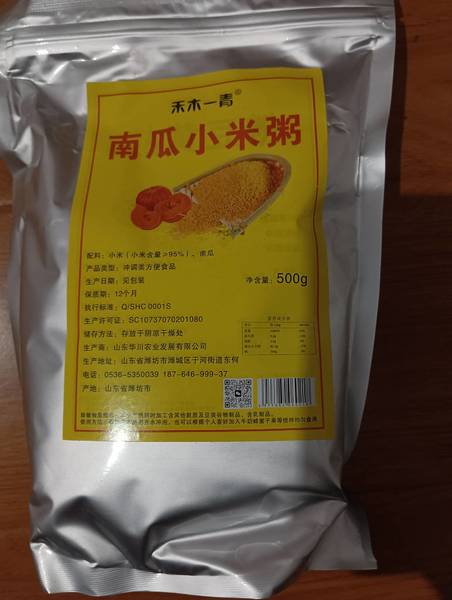 禾木一青®
南瓜小米粥
配料：小米（小米含量≥95%）、南瓜
产品类型：冲调类方便食品
生产日期：见包装
净含量：500g
保质期：12个月
执行标准：Q/SHC 0001S
生产许可证：SC10737070201080
储存方法：存放于阴凉干燥处
生产商：山东华川农业发展有限公司
生产地址：山东省潍坊市潍城区于河街道东何
电话：0536-5350039 187-646-999-37
产地：山东省潍坊市